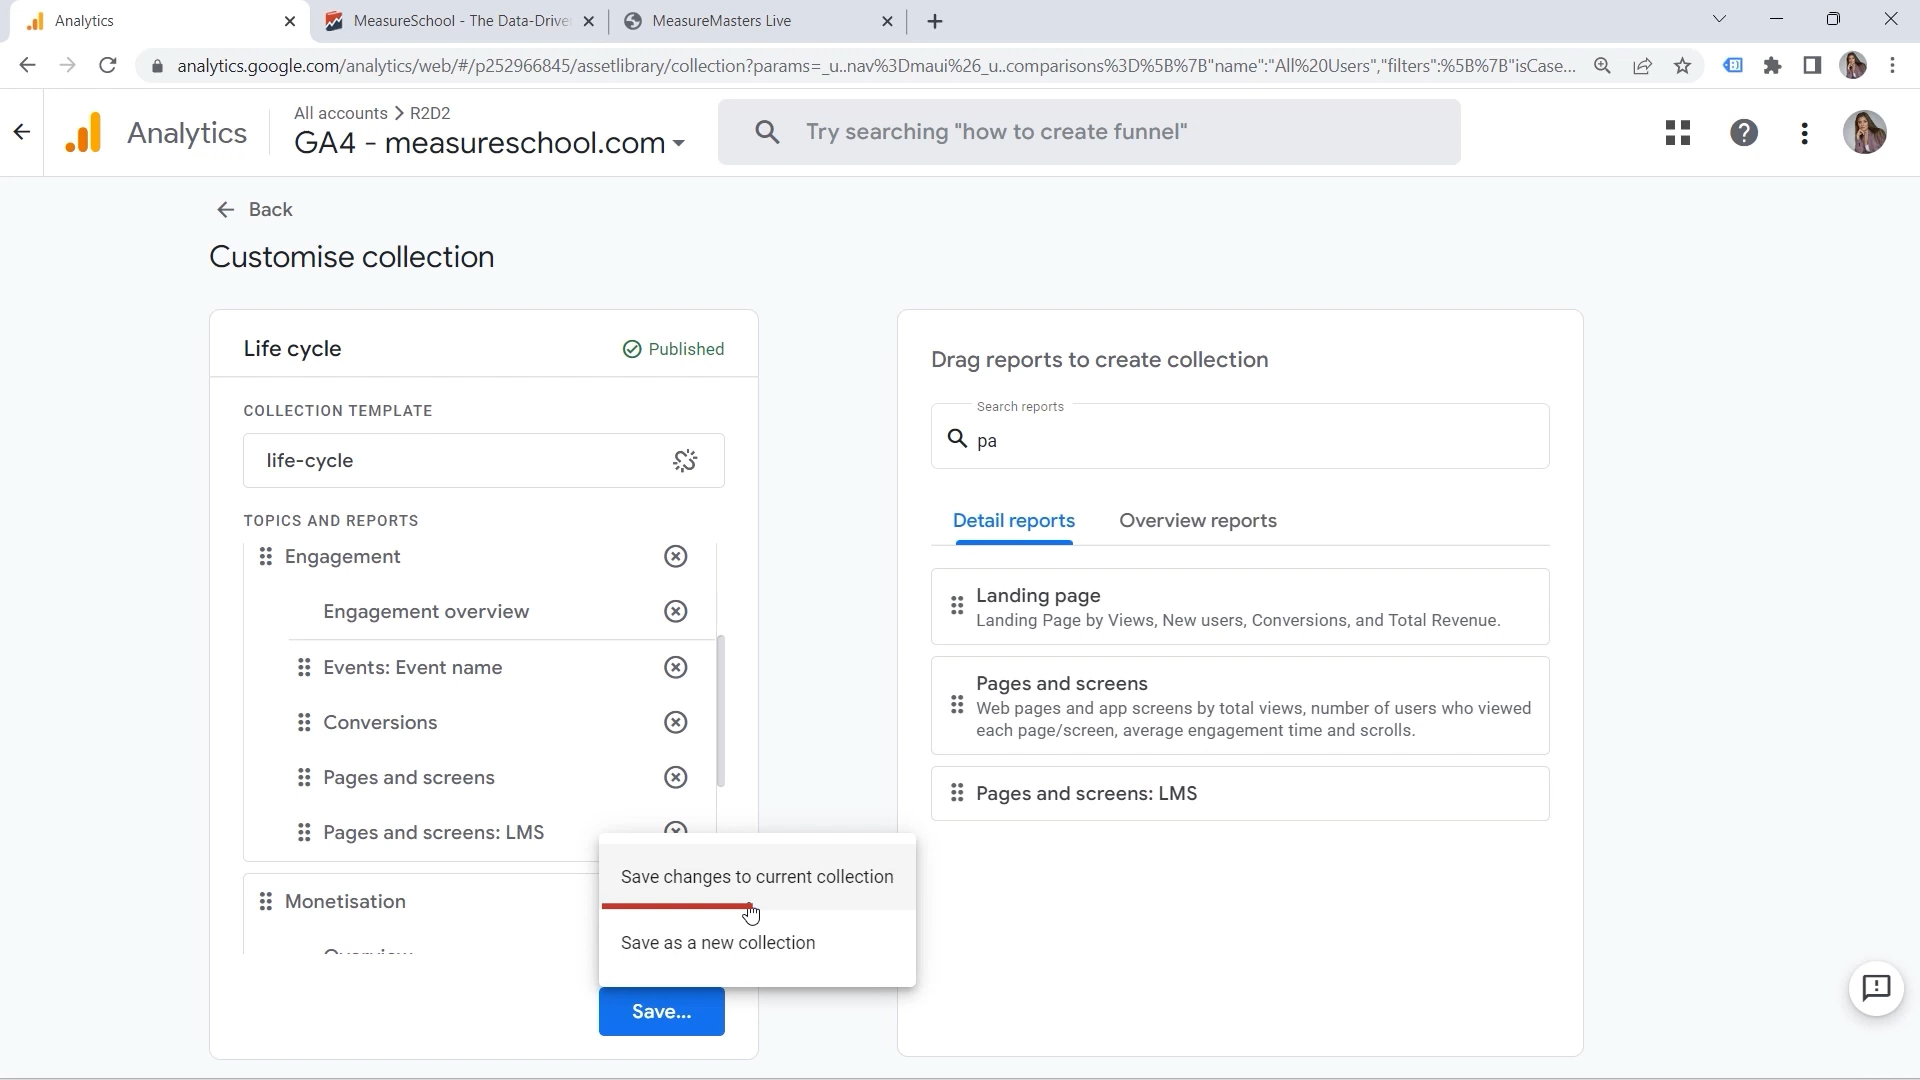 Analytics
MeasureSchool - The Data-Drive
MeasureMasters Live
analytics.google.com/analytics/web/#/p252966845/assetlibrary/collection?params=_u..nav%3Dmaui%26_u..comparisons%3D%5B%7B"name":"All%20Users","filters":%5B%7B"isCase...
Analytics
All accounts > R2D2
GA4 - measureschool.com
Try searching "how to create funnel"
Back
Customise collection
Life cycle
Published
COLLECTION TEMPLATE
life-cycle
TOPICS AND REPORTS
Engagement
Engagement overview
Events: Event name
Conversions
Pages and screens
Pages and screens: LMS
Monetisation
Save changes to current collection
Save as a new collection
Save...
Drag reports to create collection
Search reports
pa
Detail reports
Overview reports
Landing page
Landing Page by Views, New users, Conversions, and Total Revenue.
Pages and screens
Web pages and app screens by total views, number of users who viewed
each page/screen, average engagement time and scrolls.
Pages and screens: LMS